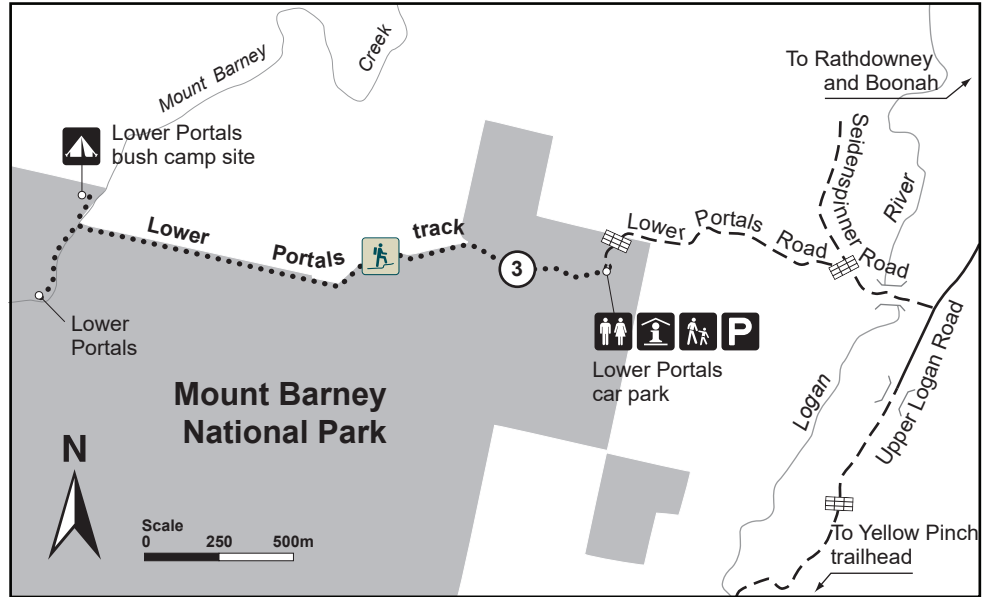 Mount Barney
Creek
To Rathdowney
and Boonah
Lower Portals
bush camp site
Seidenspinner Road
River
Lower Portals track
Lower Portals Road
3
Lower
Portals
P
Lower Portals
car park
Mount Barney
National Park
Logan
Upper Logan Road
N
Scale
0 250 500m
To Yellow Pinch
trailhead